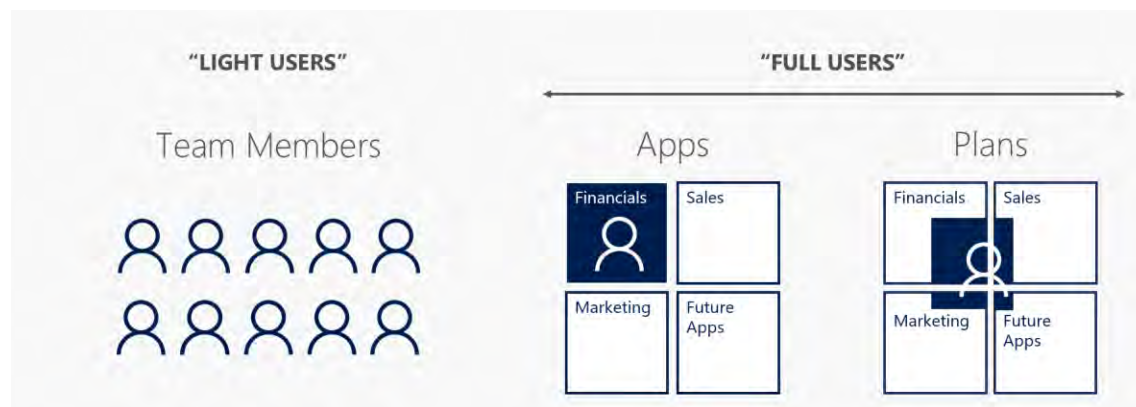 “LIGHT USERS”
“FULL USERS”
Team Members
Apps
Plans
Financials
Sales
Marketing
Future
Apps
Financials
Sales
Marketing
Future
Apps